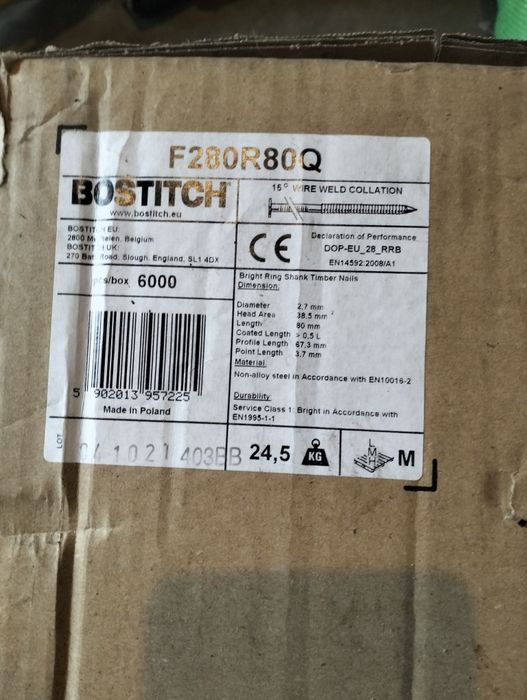 F280R80Q
BOSTITCH
www.bostitch.eu
15° WIRE WELD COLLATION
BOSTITCH EU:
2800 Mechelen, Belgium
BOSTITCH UK:
270 Bath Road, Slough, England, SL1 4DX
CE
Declaration of Performance
DOP-EU_28_RRB
EN14592:2008/A1
pcs/box 6000
Bright Ring Shank Timber Nails
Dimension:
Diameter 2,7 mm
Head Area 38,5 mm
Length 80 mm
Coated Length > 0,5 L
Profile Length 67,3 mm
Point Length 3,7 mm
Material:
Non-alloy steel in Accordance with EN10016-2
Durability:
Service Class 1: Bright in Accordance with
EN1995-1-1
5 902013 957225
Made in Poland
LOT
041021 403BB
24,5 KG
L
M
H
M